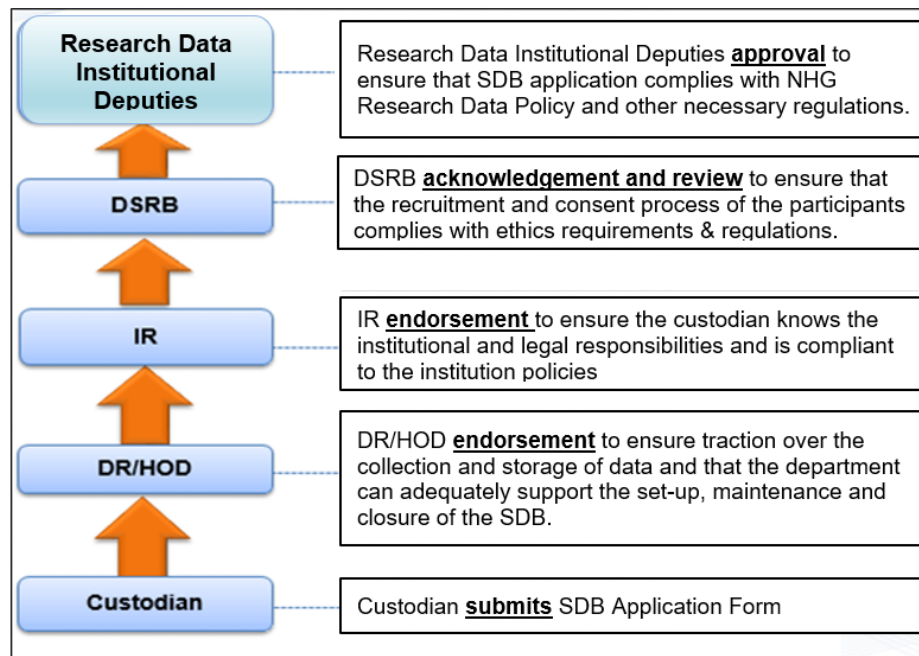 Research Data
Institutional
Deputies
Research Data Institutional Deputies approval to
ensure that SDB application complies with NHG
Research Data Policy and other necessary regulations.
DSRB
DSRB acknowledgement and review to ensure that
the recruitment and consent process of the participants
complies with ethics requirements & regulations.
IR
IR endorsement to ensure the custodian knows the
institutional and legal responsibilities and is compliant
to the institution policies
DR/HOD
DR/HOD endorsement to ensure traction over the
collection and storage of data and that the department
can adequately support the set-up, maintenance and
closure of the SDB.
Custodian
Custodian submits SDB Application Form